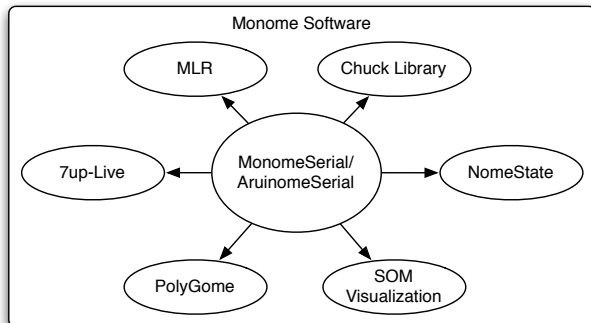 Monome Software
MLR
Chuck Library
7up-Live
MonomeSerial/
AruinomeSerial
NomeState
PolyGome
SOM
Visualization